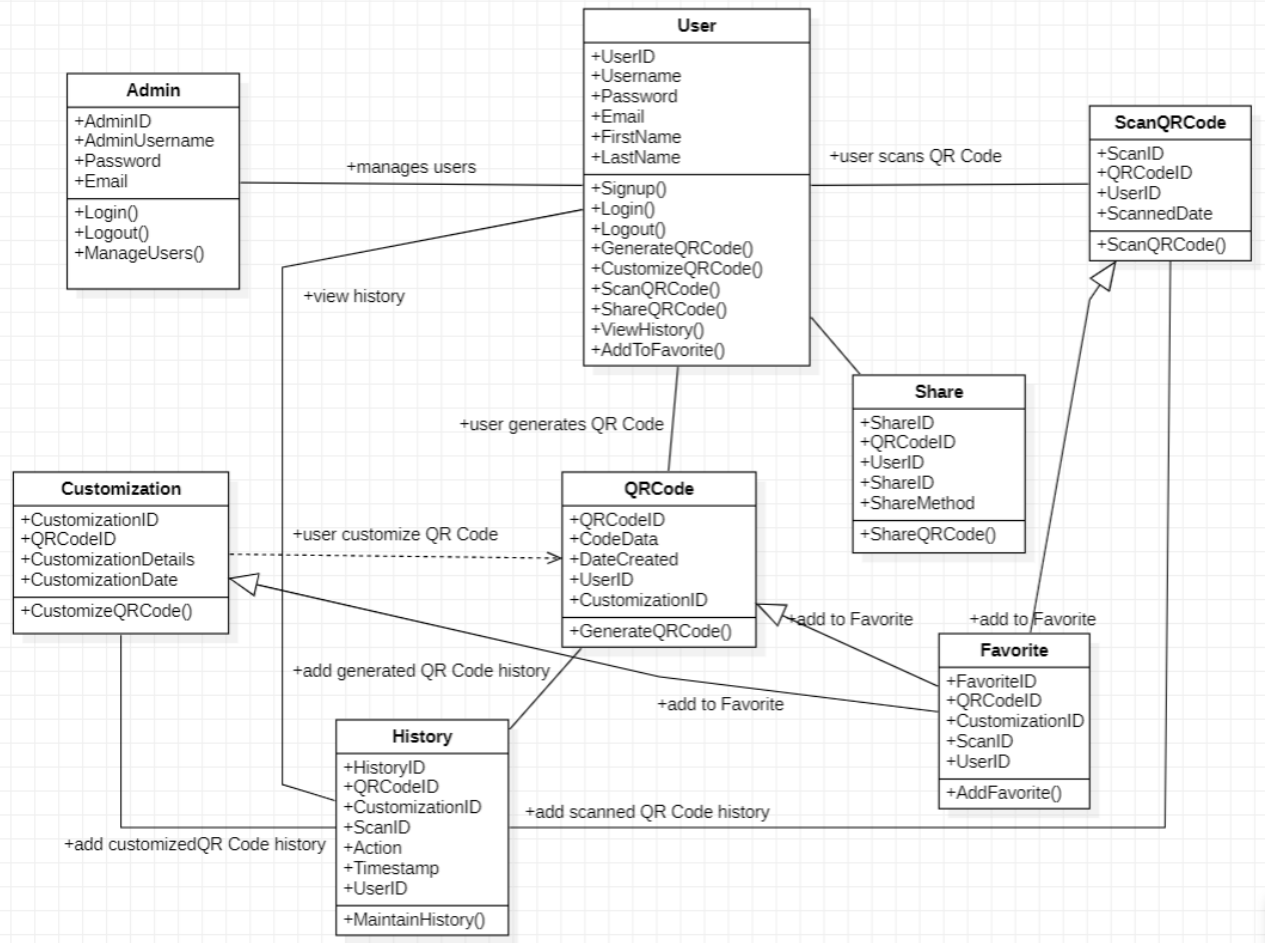 User
+UserID
+Username
+Password
+Email
+FirstName
+LastName
+Signup()
+Login()
+Logout()
+GenerateQRCode()
+CustomizeQRCode()
+ScanQRCode()
+ShareQRCode()
+ViewHistory()
+AddToFavorite()
Admin
+AdminID
+AdminUsername
+Password
+Email
+Login()
+Logout()
+ManageUsers()
+manages users
+user scans QR Code
ScanQRCode
+ScanID
+QRCodeID
+UserID
+ScannedDate
+ScanQRCode()
+view history
Share
+ShareID
+QRCodeID
+UserID
+ShareID
+ShareMethod
+ShareQRCode()
+user generates QR Code
Customization
+CustomizationID
+QRCodeID
+CustomizationDetails
+CustomizationDate
+CustomizeQRCode()
+user customize QR Code
QRCode
+QRCodeID
+CodeData
+DateCreated
+UserID
+CustomizationID
+GenerateQRCode()
+add to Favorite
+add to Favorite
Favorite
+FavoriteID
+QRCodeID
+CustomizationID
+ScanID
+UserID
+AddFavorite()
+add generated QR Code history
+add to Favorite
History
+HistoryID
+QRCodeID
+CustomizationID
+ScanID
+Action
+Timestamp
+UserID
+MaintainHistory()
+add scanned QR Code history
+add customizedQR Code history